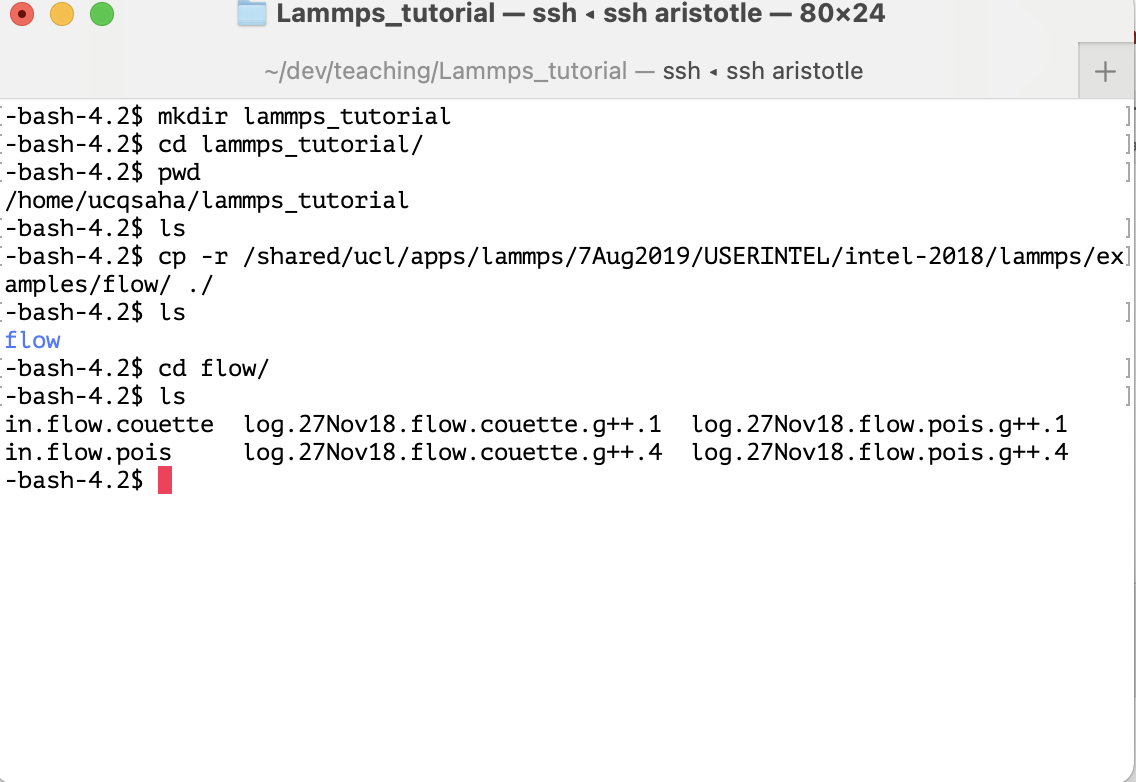 Lammps_tutorial — ssh ◂ ssh aristotle — 80×24
~/dev/teaching/Lammps_tutorial — ssh ◂ ssh aristotle
+
[-bash-4.2$ mkdir lammps_tutorial ]
[-bash-4.2$ cd lammps_tutorial/ ]
[-bash-4.2$ pwd ]
/home/ucqsaha/lammps_tutorial
[-bash-4.2$ ls ]
[-bash-4.2$ cp -r /shared/ucl/apps/lammps/7Aug2019/USERINTEL/intel-2018/lammps/ex]
amples/flow/ ./
[-bash-4.2$ ls ]
flow
[-bash-4.2$ cd flow/ ]
[-bash-4.2$ ls ]
in.flow.couette  log.27Nov18.flow.couette.g++.1  log.27Nov18.flow.pois.g++.1
in.flow.pois     log.27Nov18.flow.couette.g++.4  log.27Nov18.flow.pois.g++.4
-bash-4.2$